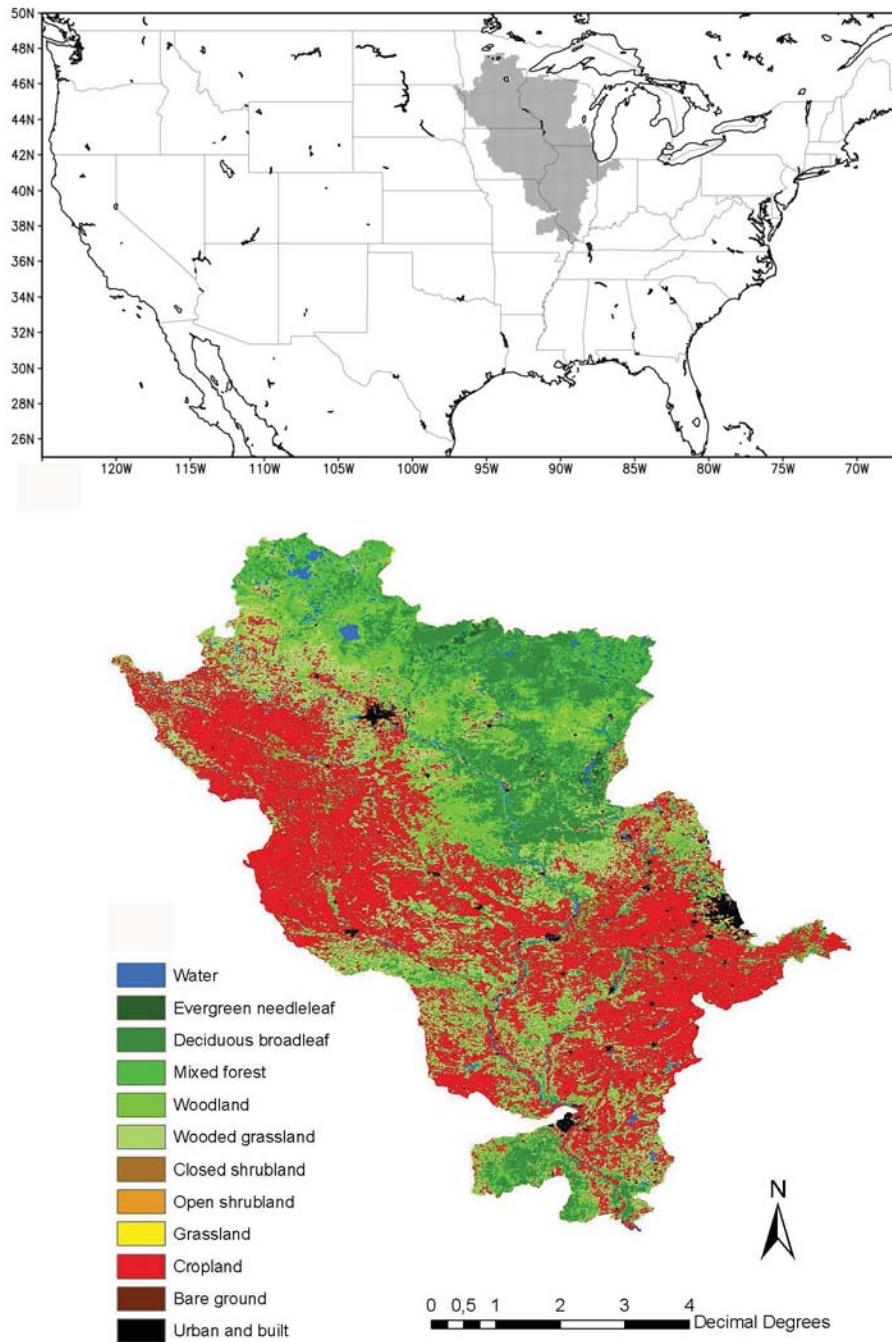 50N
48N
46N
44N
42N
40N
38N
36N
34N
32N
30N
28N
26N
120W 115W 110W 105W 100W 95W 90W 85W 80W 75W 70W
Water
Evergreen needleleaf
Deciduous broadleaf
Mixed forest
Woodland
Wooded grassland
Closed shrubland
Open shrubland
Grassland
Cropland
Bare ground
Urban and built
N
0 0,5 1 2 3 4
Decimal Degrees